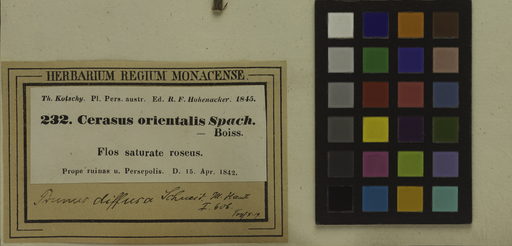 HERBARIUM REGIUM MONACENSE.
Th. Kotschy. Pl. Pers. austr. Ed. R. F. Hohenacker. 1845.
232. Cerasus orientalis Spach.
— Boiss.
Flos saturate roseus.
Prope ruinas u. Persepolis. D. 15. Apr. 1842.
Prunus diffusa Schneid.
I. 606